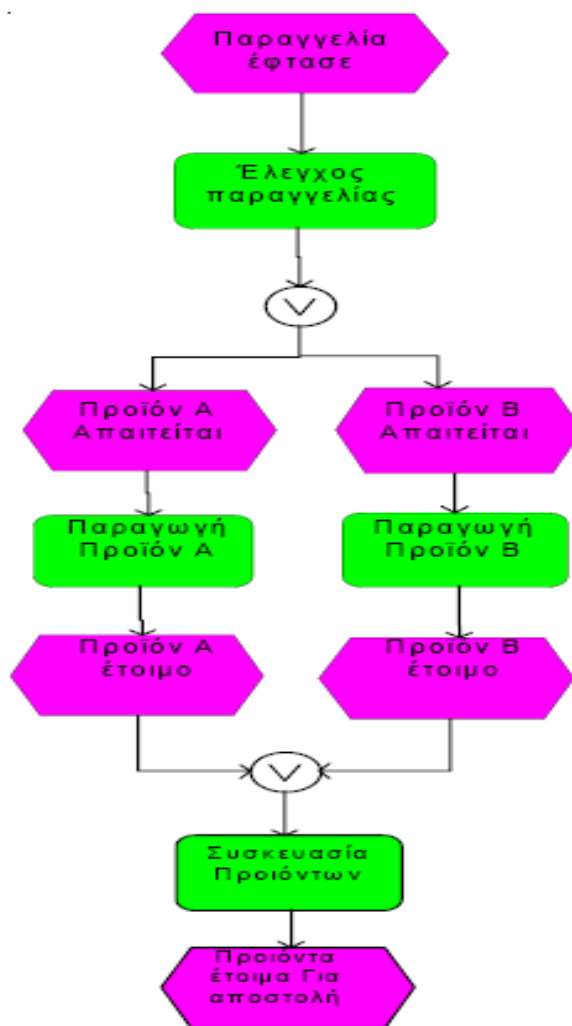 Παραγγελία
έφτασε
Έλεγχος
παραγγελίας
V
Προϊόν Α
Απαιτείται
Προϊόν Β
Απαιτείται
Παραγωγή
Προϊόν Α
Παραγωγή
Προϊόν Β
Προϊόν Α
έτοιμο
Προϊόν Β
έτοιμο
V
Συσκευασία
Προιόντων
Προιόντα
έτοιμα Για
αποστολή